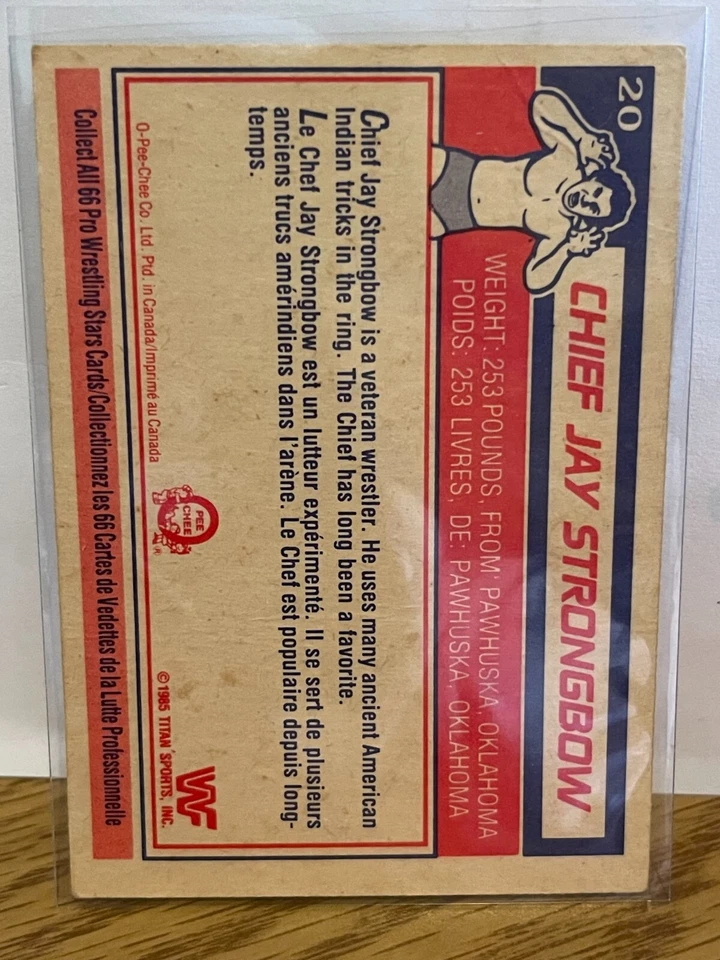 20
CHIEF JAY STRONGBOW
WEIGHT: 253 POUNDS, FROM: PAWHUSKA, OKLAHOMA
POIDS: 253 LIVRES, DE: PAWHUSKA, OKLAHOMA
Chief Jay Strongbow is a veteran wrestler. He uses many ancient American
Indian tricks in the ring. The Chief has long been a favorite.
Le Chef Jay Strongbow est un lutteur expérimenté. Il se sert de plusieurs
anciens trucs amérindiens dans l'arène. Le Chef est populaire depuis long-
temps.
O-Pee-Chee Co. Ltd. Ptd. in Canada/Imprimé au Canada
O
PEE
CHEE
®
WF
© 1985 TITAN SPORTS, INC.
Collect All 66 Pro Wrestling Stars Cards/Collectionnez les 66 Cartes de Vedettes de la Lutte Professionnelle